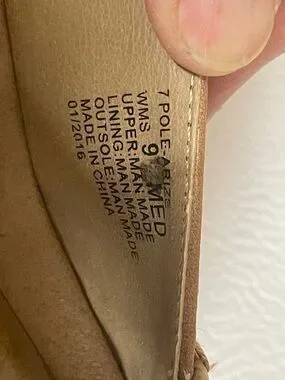 7 POLE-ARIZE
WMS 9 MED
UPPER:MAN MADE
LINING:MAN MADE
OUTSOLE:MAN MADE
MADE IN CHINA
01/2016